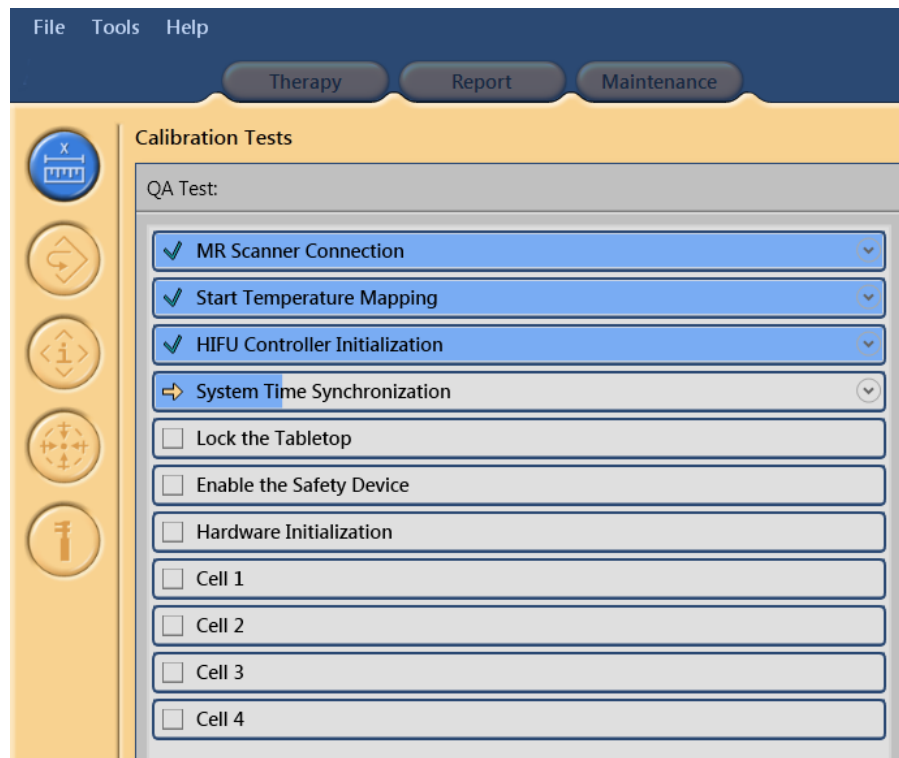 File Tools Help
Therapy Report Maintenance
Calibration Tests
X
QA Test:
MR Scanner Connection
Start Temperature Mapping
HIFU Controller Initialization
System Time Synchronization
Lock the Tabletop
Enable the Safety Device
Hardware Initialization
Cell 1
Cell 2
Cell 3
Cell 4